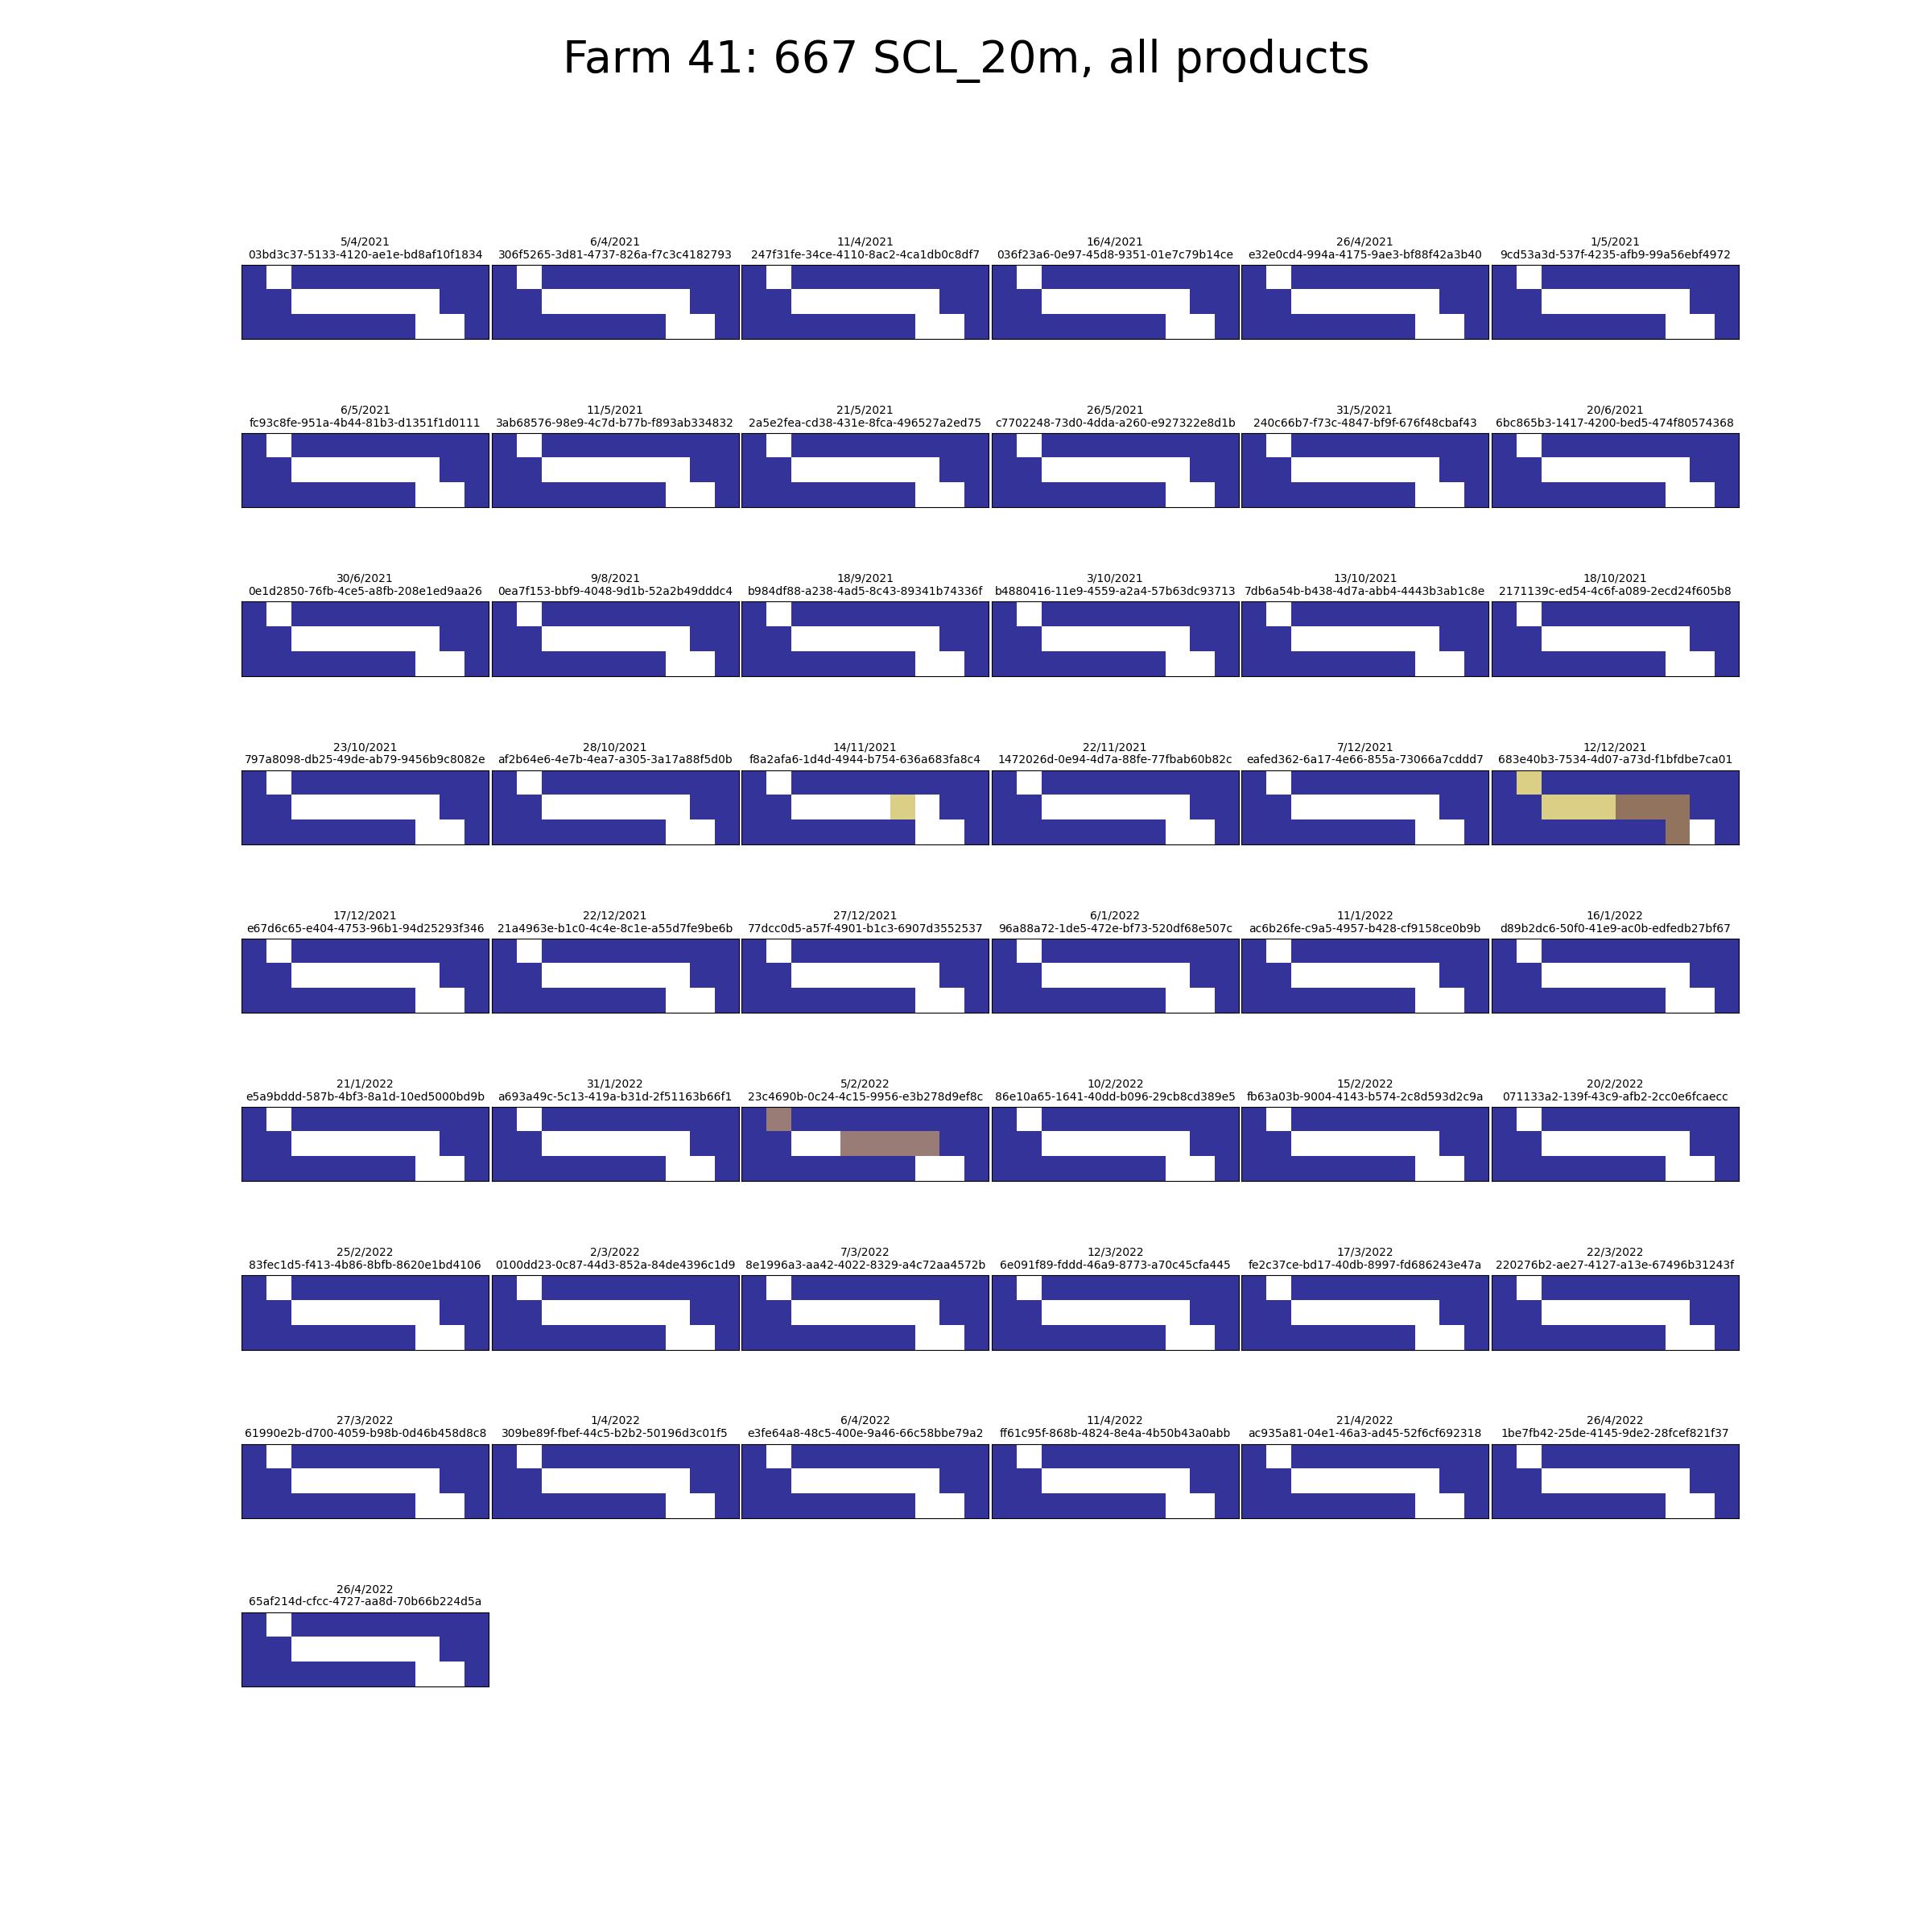 Farm 41: 667 SCL_20m, all products
5/4/2021
03bd3c37-5133-4120-ae1e-bd8af10f1834
6/4/2021
306f5265-3d81-4737-826a-f7c3c4182793
11/4/2021
247f31fe-34ce-4110-8ac2-4ca1db0c8df7
16/4/2021
036f23a6-0e97-45d8-9351-01e7c79b14ce
26/4/2021
e32e0cd4-994a-4175-9ae3-bf88f42a3b40
1/5/2021
9cd53a3d-537f-4235-afb9-99a56ebf4972
6/5/2021
fc93c8fe-951a-4b44-81b3-d1351f1d0111
11/5/2021
3ab68576-98e9-4c7d-b77b-f893ab334832
21/5/2021
2a5e2fea-cd38-431e-8fca-496527a2ed75
26/5/2021
c7702248-73d0-4dda-a260-e927322e8d1b
31/5/2021
240c66b7-f73c-4847-bf9f-676f48cbaf43
20/6/2021
6bc865b3-1417-4200-bed5-474f80574368
30/6/2021
0e1d2850-76fb-4ce5-a8fb-208e1ed9aa26
9/8/2021
0ea7f153-bbf9-4048-9d1b-52a2b49dddc4
18/9/2021
b984df88-a238-4ad5-8c43-89341b74336f
3/10/2021
b4880416-11e9-4559-a2a4-57b63dc93713
13/10/2021
7db6a54b-b438-4d7a-abb4-4443b3ab1c8e
18/10/2021
2171139c-ed54-4c6f-a089-2ecd24f605b8
23/10/2021
797a8098-db25-49de-ab79-9456b9c8082e
28/10/2021
af2b64e6-4e7b-4ea7-a305-3a17a88f5d0b
14/11/2021
f8a2afa6-1d4d-4944-b754-636a683fa8c4
22/11/2021
1472026d-0e94-4d7a-88fe-77fbab60b82c
7/12/2021
eafed362-6a17-4e66-855a-73066a7cddd7
12/12/2021
683e40b3-7534-4d07-a73d-f1bfdbe7ca01
17/12/2021
e67d6c65-e404-4753-96b1-94d25293f346
22/12/2021
21a4963e-b1c0-4c4e-8c1e-a55d7fe9be6b
27/12/2021
77dcc0d5-a57f-4901-b1c3-6907d3552537
6/1/2022
96a88a72-1de5-472e-bf73-520df68e507c
11/1/2022
ac6b26fe-c9a5-4957-b428-cf9158ce0b9b
16/1/2022
d89b2dc6-50f0-41e9-ac0b-edfedb27bf67
21/1/2022
e5a9bddd-587b-4bf3-8a1d-10ed5000bd9b
31/1/2022
a693a49c-5c13-419a-b31d-2f51163b66f1
5/2/2022
23c4690b-0c24-4c15-9956-e3b278d9ef8c
10/2/2022
86e10a65-1641-40dd-b096-29cb8cd389e5
15/2/2022
fb63a03b-9004-4143-b574-2c8d593d2c9a
20/2/2022
071133a2-139f-43c9-afb2-2cc0e6fcaecc
25/2/2022
83fec1d5-f413-4b86-8bfb-8620e1bd4106
2/3/2022
0100dd23-0c87-44d3-852a-84de4396c1d9
7/3/2022
8e1996a3-aa42-4022-8329-a4c72aa4572b
12/3/2022
6e091f89-fddd-46a9-8773-a70c45cfa445
17/3/2022
fe2c37ce-bd17-40db-8997-fd686243e47a
22/3/2022
220276b2-ae27-4127-a13e-67496b31243f
27/3/2022
61990e2b-d700-4059-b98b-0d46b458d8c8
1/4/2022
309be89f-fbef-44c5-b2b2-50196d3c01f5
6/4/2022
e3fe64a8-48c5-400e-9a46-66c58bbe79a2
11/4/2022
ff61c95f-868b-4824-8e4a-4b50b43a0abb
21/4/2022
ac935a81-04e1-46a3-ad45-52f6cf692318
26/4/2022
1be7fb42-25de-4145-9de2-28fcef821f37
26/4/2022
65af214d-cfcc-4727-aa8d-70b66b224d5a